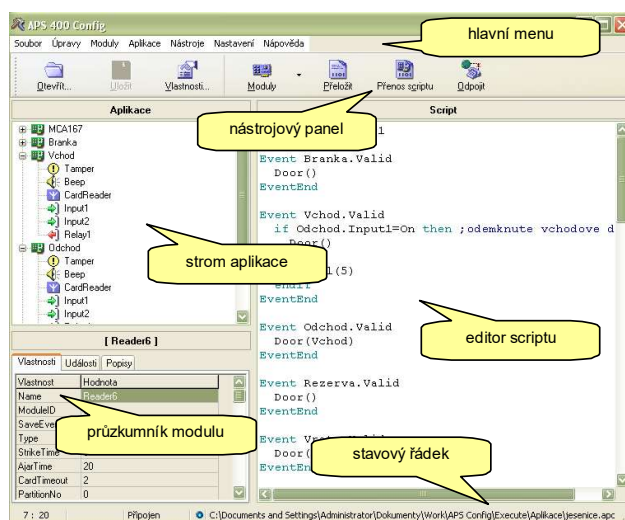 APS 400 Config
hlavní menu
Soubor Úpravy Moduly Aplikace Nástroje Nastavení Nápověda
Otevřít... Uložit Vlastnosti... Moduly Přeložit Přenos scriptu Odpojit
nástrojový panel
Aplikace
MCA167
Branka
Vchod
Tamper
Beep
CardReader
Input1
Input2
Relay1
Odchod
Tamper
Beep
CardReader
Input1
Input2
strom aplikace
[ Reader6 ]
Vlastnosti Události Popisy
Vlastnost Hodnota
Name Reader6
ModuleID
Type
StrikeTime
AjarTime 20
CardTimeout 2
PartitionNo 0
průzkumník modulu
Script
Event Branka.Valid
Door()
EventEnd
Event Vchod.Valid
if Odchod.Input1=On then ;odemknute vchodove d
Door()
1(5)
endif
EventEnd
Event Odchod.Valid
Door(Vchod)
EventEnd
Event Rezerva.Valid
Door()
EventEnd
Event
Door()
EventEnd
editor scriptu
stavový řádek
7 : 20 Připojen C:\Documents and Settings\Administrator\Dokumenty\Work\APS Config\Execute\Aplikace\jesenice.apc